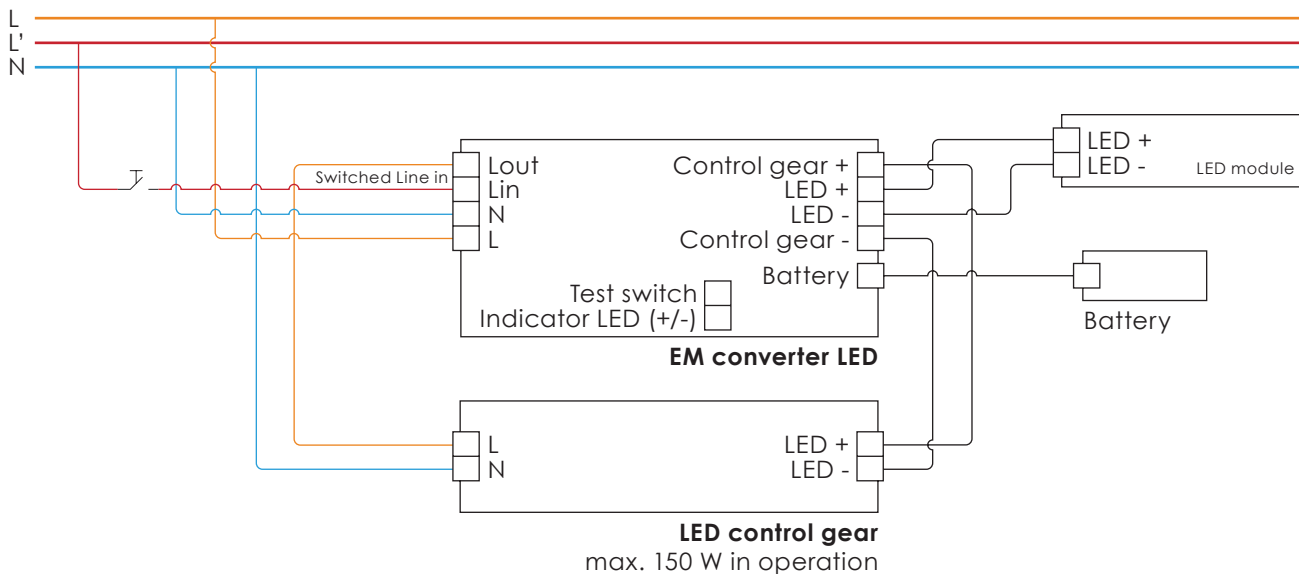 L
L'
N
Switched Line in
Lout
Lin
N
L
Control gear +
LED +
LED -
Control gear -
Battery
Test switch
Indicator LED (+/-)
EM converter LED
LED +
LED -
LED module
Battery
L
N
LED +
LED -
LED control gear
max. 150 W in operation